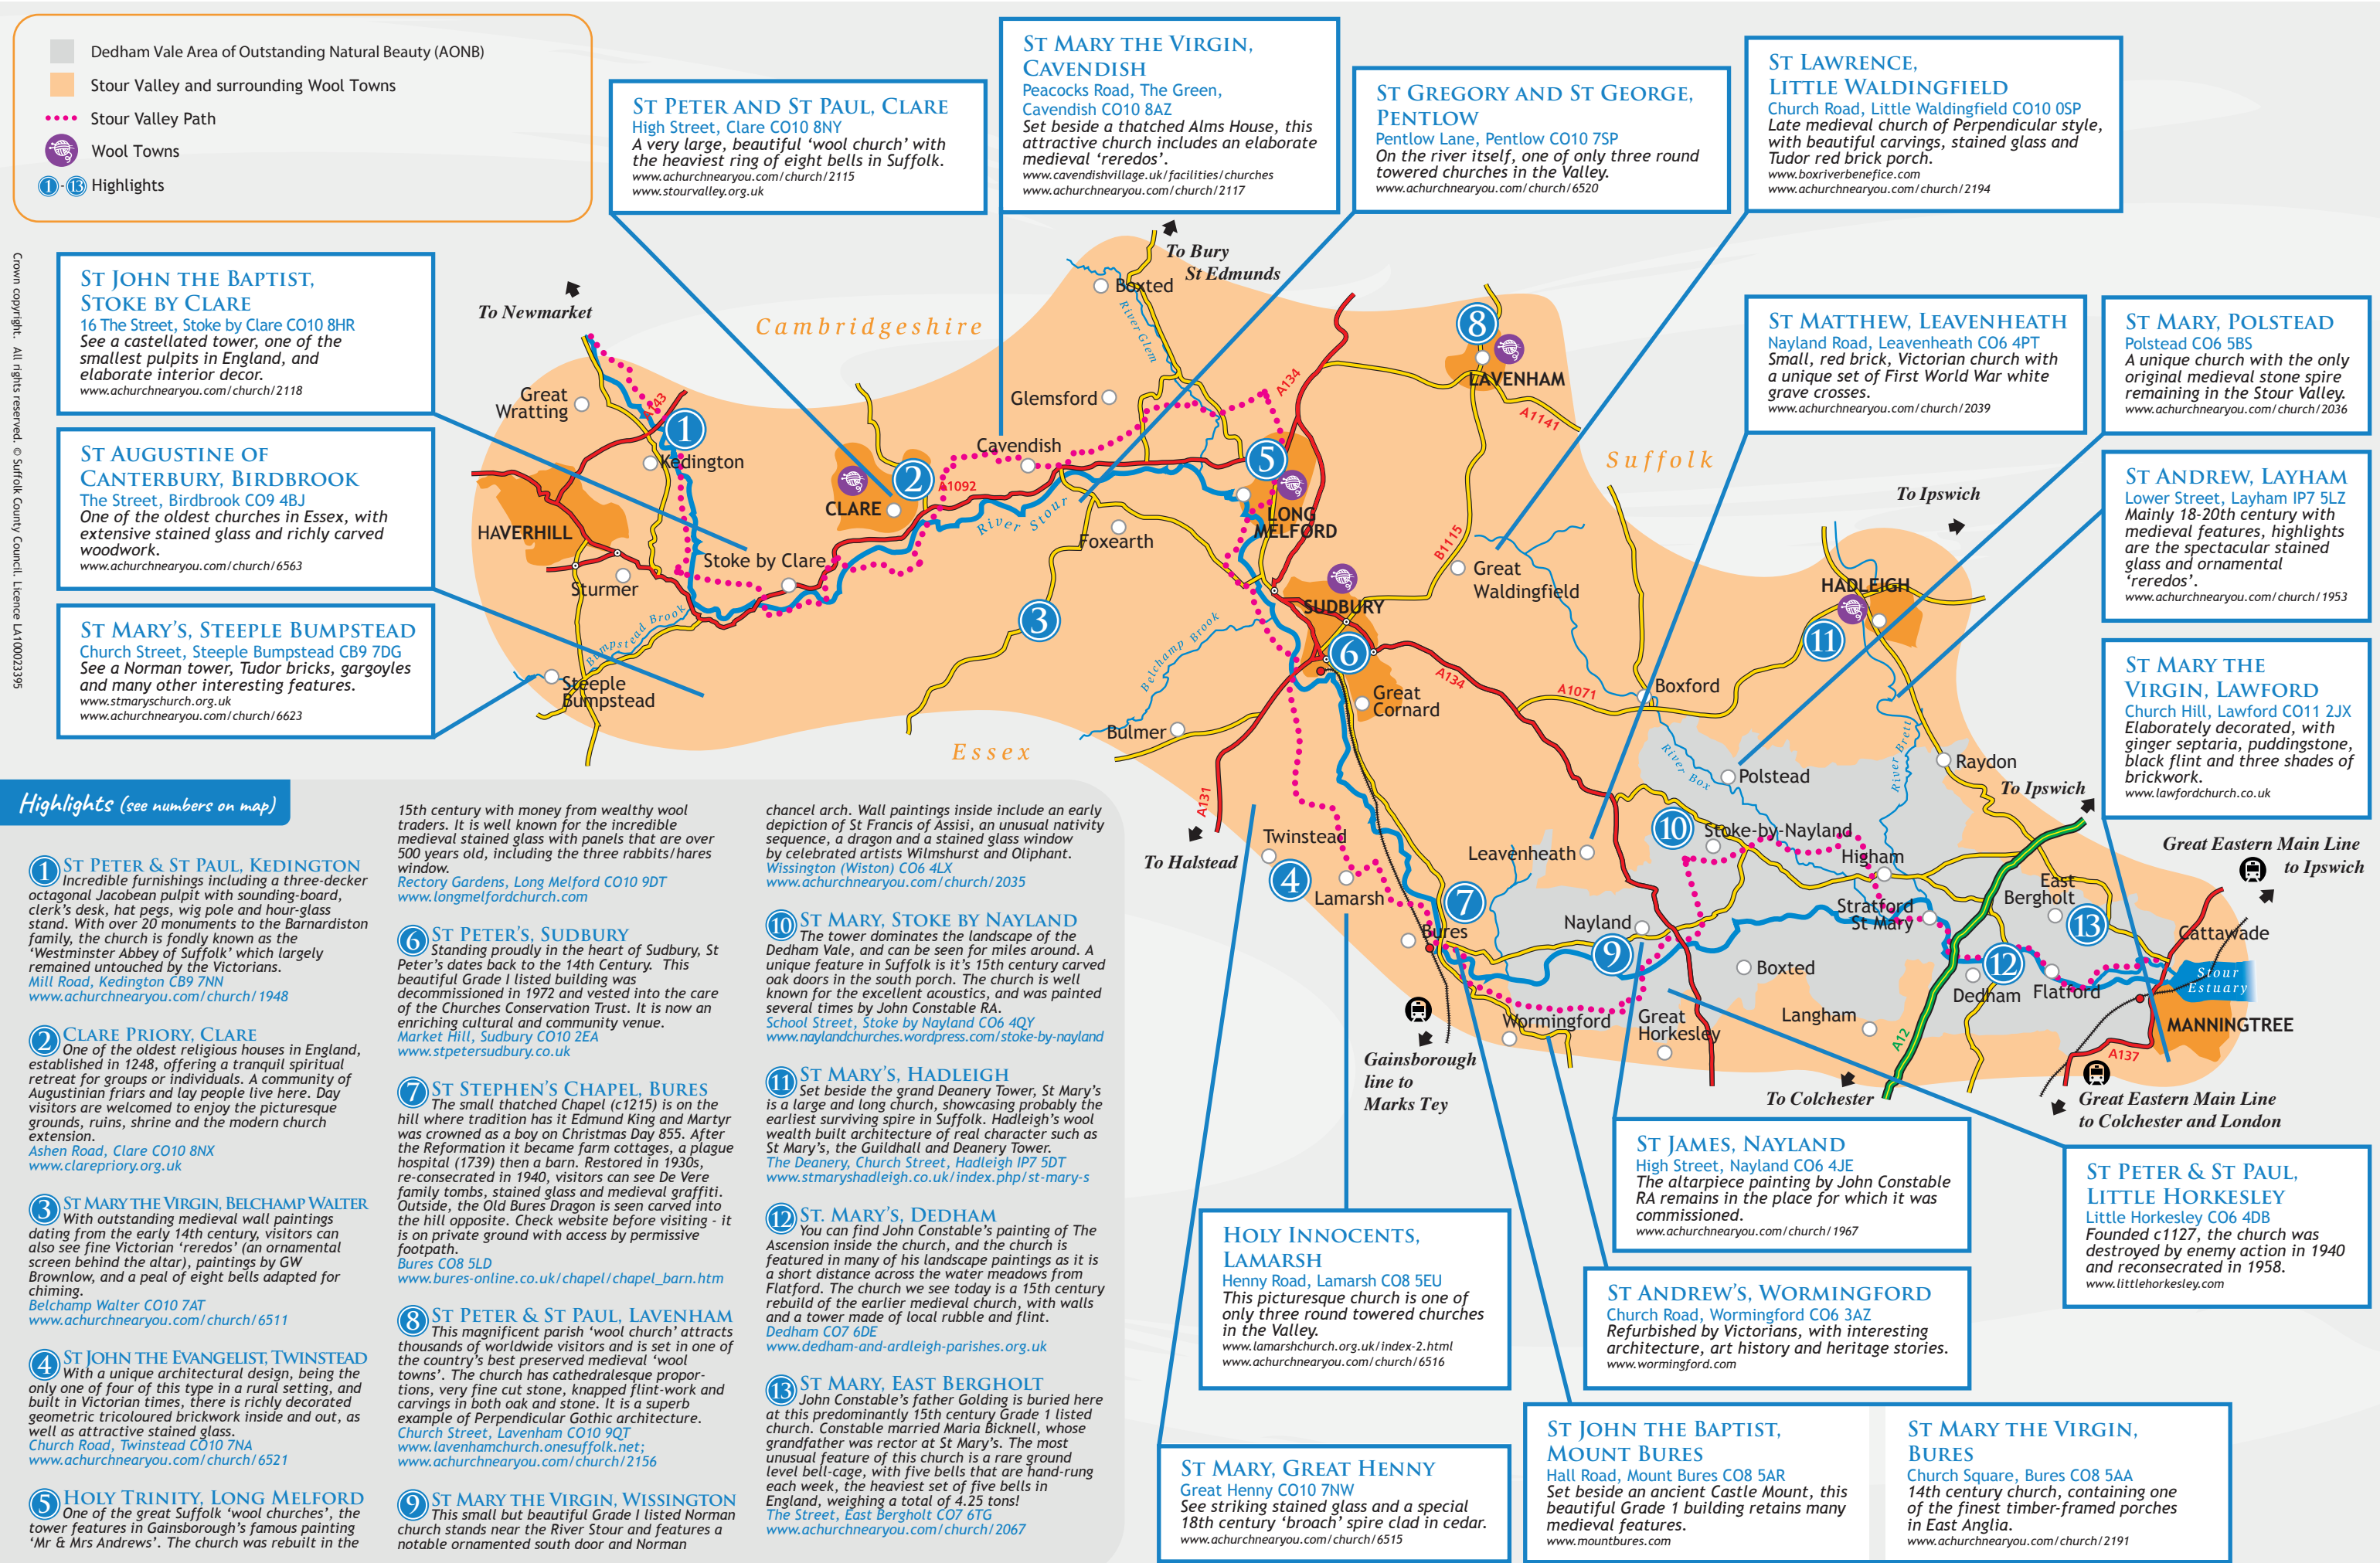 Dedham Vale Area of Outstanding Natural Beauty (AONB)
Stour Valley and surrounding Wool Towns
Stour Valley Path
Wool Towns
1 - 13 Highlights
St Peter and St Paul, Clare
High Street, Clare CO10 8NY
A very large, beautiful ‘wool church’ with
the heaviest ring of eight bells in Suffolk.
www.achurchnearyou.com/church/2115
www.stourvalley.org.uk
St Mary the Virgin,
Cavendish
Peacocks Road, The Green,
Cavendish CO10 8AZ
Set beside a thatched Alms House, this
attractive church includes an elaborate
medieval ‘reredos’.
www.cavendishvillage.uk/facilities/churches
www.achurchnearyou.com/church/2117
St Gregory and St George,
Pentlow
Pentlow Lane, Pentlow CO10 7SP
On the river itself, one of only three round
towered churches in the Valley.
www.achurchnearyou.com/church/6520
St Lawrence,
Little Waldingfield
Church Road, Little Waldingfield CO10 0SP
Late medieval church of Perpendicular style,
with beautiful carvings, stained glass and
Tudor red brick porch.
www.boxriverbenefice.com
www.achurchnearyou.com/church/2194
Crown copyright. All rights reserved. © Suffolk County Council. Licence LA100023395
St John the Baptist,
Stoke by Clare
16 The Street, Stoke by Clare CO10 8HR
See a castellated tower, one of the
smallest pulpits in England, and
elaborate interior decor.
www.achurchnearyou.com/church/2118
St Augustine of
Canterbury, Birdbrook
The Street, Birdbrook CO9 4BJ
One of the oldest churches in Essex, with
extensive stained glass and richly carved
woodwork.
www.achurchnearyou.com/church/6563
St Mary’s, Steeple Bumpstead
Church Street, Steeple Bumpstead CB9 7DG
See a Norman tower, Tudor bricks, gargoyles
and many other interesting features.
www.stmaryschurch.org.uk
www.achurchnearyou.com/church/6623
St Matthew, Leavenheath
Nayland Road, Leavenheath CO6 4PT
Small, red brick, Victorian church with
a unique set of First World War white
grave crosses.
www.achurchnearyou.com/church/2039
St Mary, Polstead
Polstead CO6 5BS
A unique church with the only
original medieval stone spire
remaining in the Stour Valley.
www.achurchnearyou.com/church/2036
St Andrew, Layham
Lower Street, Layham IP7 5LZ
Mainly 18-20th century with
medieval features, highlights
are the spectacular stained
glass and ornamental
‘reredos’.
www.achurchnearyou.com/church/1953
St Mary the
Virgin, Lawford
Church Hill, Lawford CO11 2JX
Elaborately decorated, with
ginger septaria, puddingstone,
black flint and three shades of
brickwork.
www.lawfordchurch.co.uk
To Newmarket
To Bury
St Edmunds
Boxted
Cambridgeshire
River Glem
Great
Wratting
A143
1
Kedington
HAVERHILL
Sturmer
Stoke by Clare
Bumpstead Brook
Steeple
Bumpstead
CLARE
2
A1092
Cavendish
Glemsford
River Stour
Foxearth
3
5
LONG
MELFORD
A134
8
LAVENHAM
A1141
B1115
Great
Waldingfield
Suffolk
To Ipswich
HADLEIGH
11
SUDBURY
6
Great
Cornard
A134
A1071
Boxford
Belchamp Brook
Bulmer
Essex
A131
To Halstead
Twinstead
4
Lamarsh
Leavenheath
Polstead
River Box
River Brett
Raydon
To Ipswich
10
Stoke-by-Nayland
Higham
East
Bergholt
Stratford
St Mary
13
Great Eastern Main Line
to Ipswich
Cattawade
7
Bures
Nayland
9
Boxted
12
Dedham
Flatford
Stour
Estuary
MANNINGTREE
Langham
Wormingford
Great
Horkesley
A12
A137
Gainsborough
line to
Marks Tey
To Colchester
Great Eastern Main Line
to Colchester and London
Highlights (see numbers on map)
1 St Peter & St Paul, Kedington
Incredible furnishings including a three-decker
octagonal Jacobean pulpit with sounding-board,
clerk’s desk, hat pegs, wig pole and hour-glass
stand. With over 20 monuments to the Barnardiston
family, the church is fondly known as the
‘Westminster Abbey of Suffolk’ which largely
remained untouched by the Victorians.
Mill Road, Kedington CB9 7NN
www.achurchnearyou.com/church/1948
2 Clare Priory, Clare
One of the oldest religious houses in England,
established in 1248, offering a tranquil spiritual
retreat for groups or individuals. A community of
Augustinian friars and lay people live here. Day
visitors are welcomed to enjoy the picturesque
grounds, ruins, shrine and the modern church
extension.
Ashen Road, Clare CO10 8NX
www.clarepriory.org.uk
3 St Mary the Virgin, Belchamp Walter
With outstanding medieval wall paintings
dating from the early 14th century, visitors can
also see fine Victorian ‘reredos’ (an ornamental
screen behind the altar), paintings by GW
Brownlow, and a peal of eight bells adapted for
chiming.
Belchamp Walter CO10 7AT
www.achurchnearyou.com/church/6511
4 St John the Evangelist, Twinstead
With a unique architectural design, being the
only one of four of this type in a rural setting, and
built in Victorian times, there is richly decorated
geometric tricoloured brickwork inside and out, as
well as attractive stained glass.
Church Road, Twinstead CO10 7NA
www.achurchnearyou.com/church/6521
5 Holy Trinity, Long Melford
One of the great Suffolk ‘wool churches’, the
tower features in Gainsborough’s famous painting
‘Mr & Mrs Andrews’. The church was rebuilt in the
15th century with money from wealthy wool
traders. It is well known for the incredible
medieval stained glass with panels that are over
500 years old, including the three rabbits/hares
window.
Rectory Gardens, Long Melford CO10 9DT
www.longmelfordchurch.com
6 St Peter’s, Sudbury
Standing proudly in the heart of Sudbury, St
Peter’s dates back to the 14th Century. This
beautiful Grade I listed building was
decommissioned in 1972 and vested into the care
of the Churches Conservation Trust. It is now an
enriching cultural and community venue.
Market Hill, Sudbury CO10 2EA
www.stpetersudbury.co.uk
7 St Stephen’s Chapel, Bures
The small thatched Chapel (c1215) is on the
hill where tradition has it Edmund King and Martyr
was crowned as a boy on Christmas Day 855. After
the Reformation it became farm cottages, a plague
hospital (1739) then a barn. Restored in 1930s,
re-consecrated in 1940, visitors can see De Vere
family tombs, stained glass and medieval graffiti.
Outside, the Old Bures Dragon is seen carved into
the hill opposite. Check website before visiting - it
is on private ground with access by permissive
footpath.
Bures CO8 5LD
www.bures-online.co.uk/chapel/chapel_barn.htm
8 St Peter & St Paul, Lavenham
This magnificent parish ‘wool church’ attracts
thousands of worldwide visitors and is set in one of
the country’s best preserved medieval ‘wool
towns’. The church has cathedralesque propor-
tions, very fine cut stone, knapped flint-work and
carvings in both oak and stone. It is a superb
example of Perpendicular Gothic architecture.
Church Street, Lavenham CO10 9QT
www.lavenhamchurch.onesuffolk.net;
www.achurchnearyou.com/church/2156
9 St Mary the Virgin, Wissington
This small but beautiful Grade I listed Norman
church stands near the River Stour and features a
notable ornamented south door and Norman
chancel arch. Wall paintings inside include an early
depiction of St Francis of Assisi, an unusual nativity
sequence, a dragon and a stained glass window
by celebrated artists Wilmshurst and Oliphant.
Wissington (Wiston) CO6 4LX
www.achurchnearyou.com/church/2035
10 St Mary, Stoke by Nayland
The tower dominates the landscape of the
Dedham Vale, and can be seen for miles around. A
unique feature in Suffolk is it’s 15th century carved
oak doors in the south porch. The church is well
known for the excellent acoustics, and was painted
several times by John Constable RA.
School Street, Stoke by Nayland CO6 4QY
www.naylandchurches.wordpress.com/stoke-by-nayland
11 St Mary’s, Hadleigh
Set beside the grand Deanery Tower, St Mary’s
is a large and long church, showcasing probably the
earliest surviving spire in Suffolk. Hadleigh’s wool
wealth built architecture of real character such as
St Mary’s, the Guildhall and Deanery Tower.
The Deanery, Church Street, Hadleigh IP7 5DT
www.stmaryshadleigh.co.uk/index.php/st-mary-s
12 St. Mary’s, Dedham
You can find John Constable’s painting of The
Ascension inside the church, and the church is
featured in many of his landscape paintings as it is
a short distance across the water meadows from
Flatford. The church we see today is a 15th century
rebuild of the earlier medieval church, with walls
and a tower made of local rubble and flint.
Dedham CO7 6DE
www.dedham-and-ardleigh-parishes.org.uk
13 St Mary, East Bergholt
John Constable’s father Golding is buried here
at this predominantly 15th century Grade 1 listed
church. Constable married Maria Bicknell, whose
grandfather was rector at St Mary’s. The most
unusual feature of this church is a rare ground
level bell-cage, with five bells that are hand-rung
each week, the heaviest set of five bells in
England, weighing a total of 4.25 tons!
The Street, East Bergholt CO7 6TG
www.achurchnearyou.com/church/2067
Holy Innocents,
Lamarsh
Henny Road, Lamarsh CO8 5EU
This picturesque church is one of
only three round towered churches
in the Valley.
www.lamarshchurch.org.uk/index-2.html
www.achurchnearyou.com/church/6516
St Mary, Great Henny
Great Henny CO10 7NW
See striking stained glass and a special
18th century ‘broach’ spire clad in cedar.
www.achurchnearyou.com/church/6515
St James, Nayland
High Street, Nayland CO6 4JE
The altarpiece painting by John Constable
RA remains in the place for which it was
commissioned.
www.achurchnearyou.com/church/1967
St Andrew’s, Wormingford
Church Road, Wormingford CO6 3AZ
Refurbished by Victorians, with interesting
architecture, art history and heritage stories.
www.wormingford.com
St Peter & St Paul,
Little Horkesley
Little Horkesley CO6 4DB
Founded c1127, the church was
destroyed by enemy action in 1940
and reconsecrated in 1958.
www.littlehorkesley.com
St John the Baptist,
Mount Bures
Hall Road, Mount Bures CO8 5AR
Set beside an ancient Castle Mount, this
beautiful Grade 1 building retains many
medieval features.
www.mountbures.com
St Mary the Virgin,
Bures
Church Square, Bures CO8 5AA
14th century church, containing one
of the finest timber-framed porches
in East Anglia.
www.achurchnearyou.com/church/2191